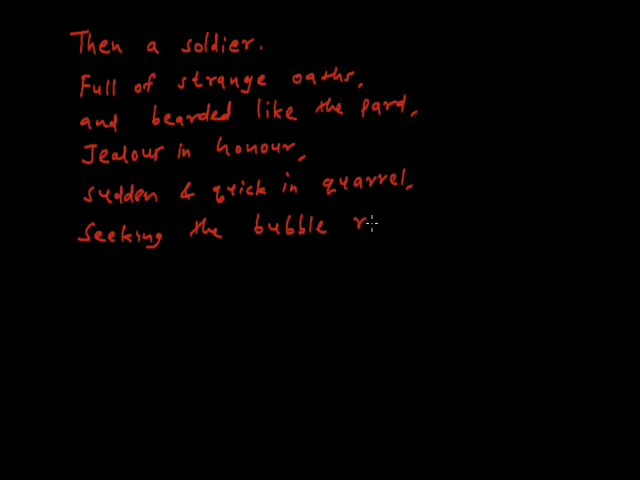 Then a soldier.
Full of strange oaths,
and bearded like the pard,
Jealous in honour,
sudden & quick in quarrel,
Seeking the bubble r